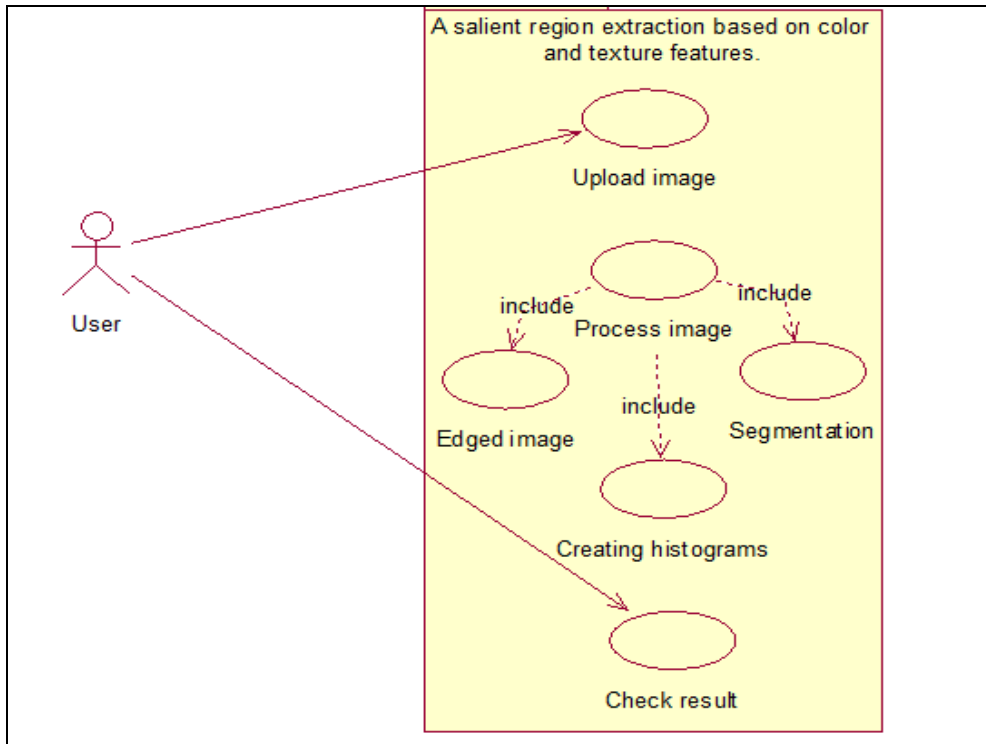 A salient region extraction based on color
and texture features.
Upload image
User
include
include
Process image
Edged image
include
Segmentation
Creating histograms
Check result